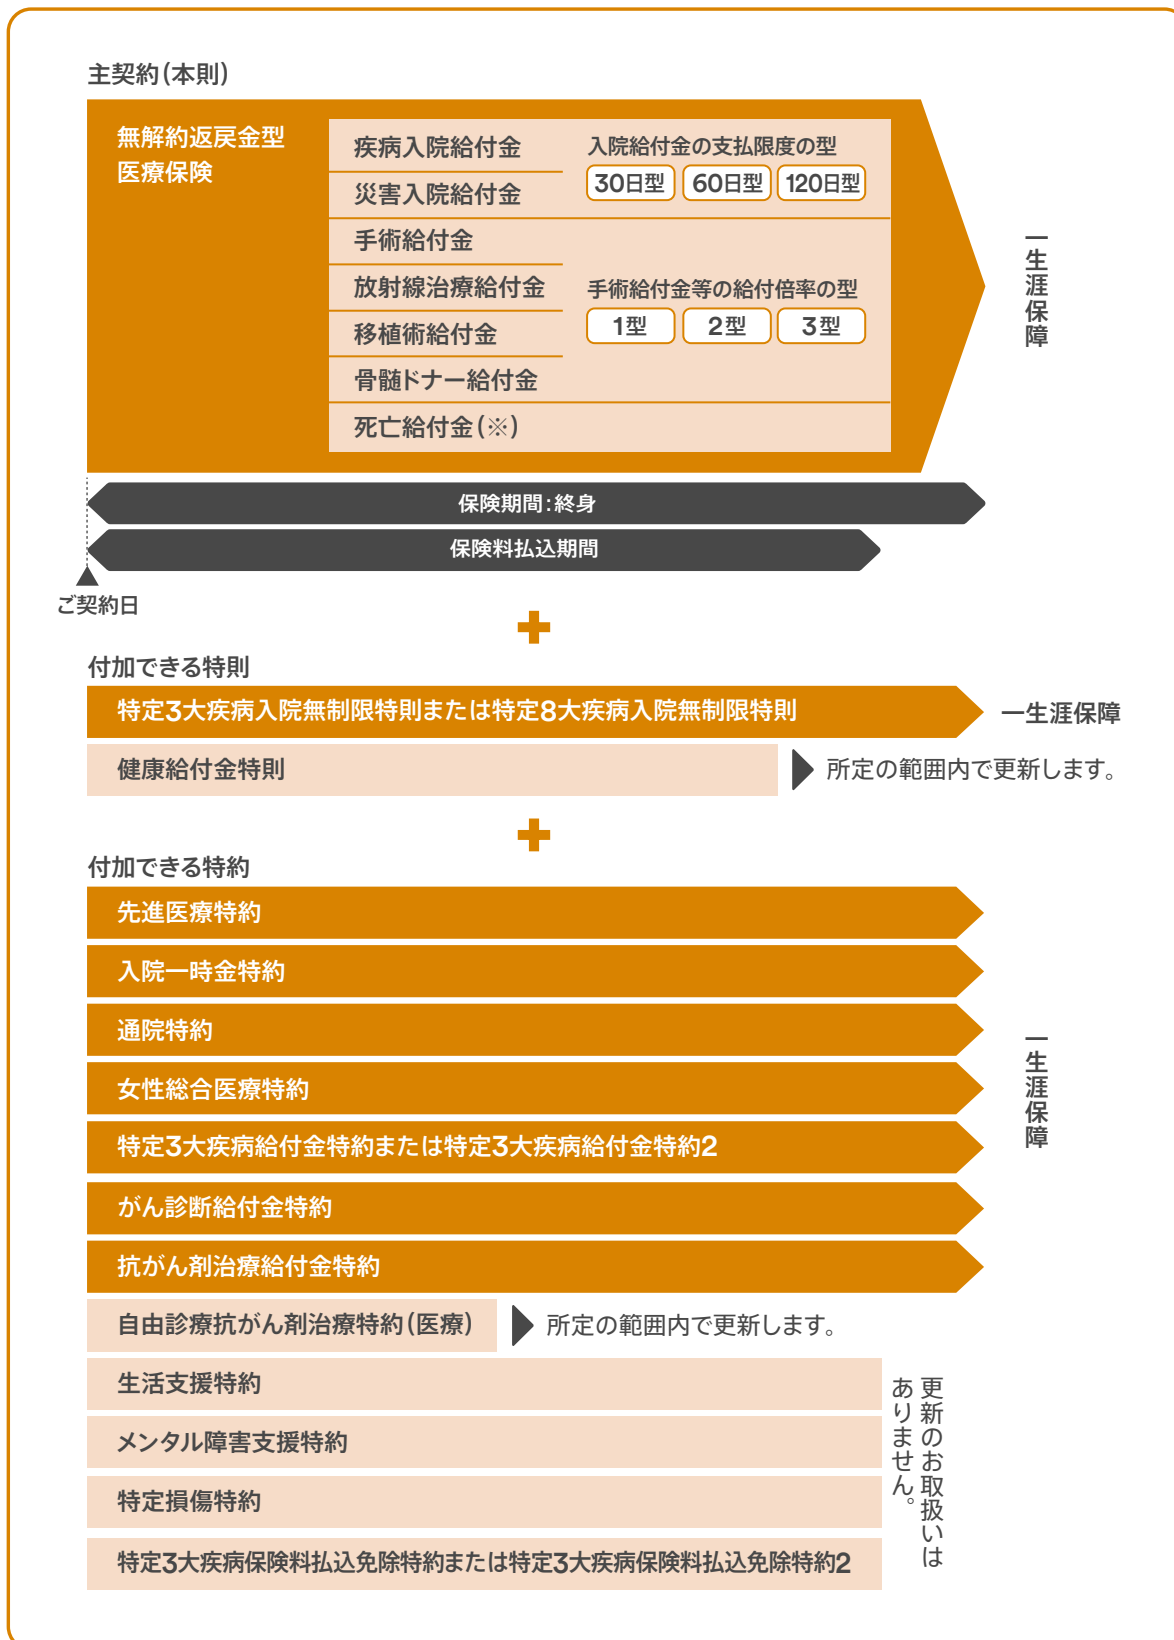 主契約(本則)
無解約返戻金型
医療保険
疾病入院給付金
災害入院給付金
入院給付金の支払限度の型
30日型 60日型 120日型
手術給付金
放射線治療給付金
移植術給付金
骨髄ドナー給付金
手術給付金等の給付倍率の型
1型 2型 3型
死亡給付金(※)
一生涯保障
保険期間:終身
保険料払込期間
ご契約日
付加できる特則
特定3大疾病入院無制限特則または特定8大疾病入院無制限特則
一生涯保障
健康給付金特則
所定の範囲内で更新します。
付加できる特約
先進医療特約
入院一時金特約
通院特約
女性総合医療特約
特定3大疾病給付金特約または特定3大疾病給付金特約2
がん診断給付金特約
抗がん剤治療給付金特約
一生涯保障
自由診療抗がん剤治療特約(医療)
所定の範囲内で更新します。
生活支援特約
メンタル障害支援特約
特定損傷特約
特定3大疾病保険料払込免除特約または特定3大疾病保険料払込免除特約2
更新のお取扱いは
ありません。